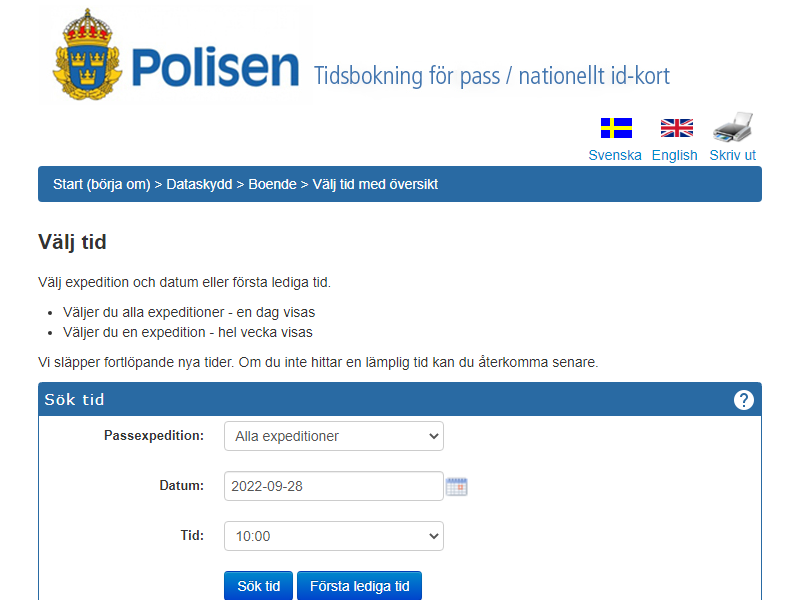 Polisen Tidsbokning för pass / nationellt id-kort
Svenska English Skriv ut
Start (börja om) > Dataskydd > Boende > Välj tid med översikt
Välj tid
Välj expedition och datum eller första lediga tid.
Väljer du alla expeditioner - en dag visas
Väljer du en expedition - hel vecka visas
Vi släpper fortlöpande nya tider. Om du inte hittar en lämplig tid kan du återkomma senare.
Sök tid ?
Passexpedition: Alla expeditioner
Datum: 2022-09-28
Tid: 10:00
Sök tid Första lediga tid